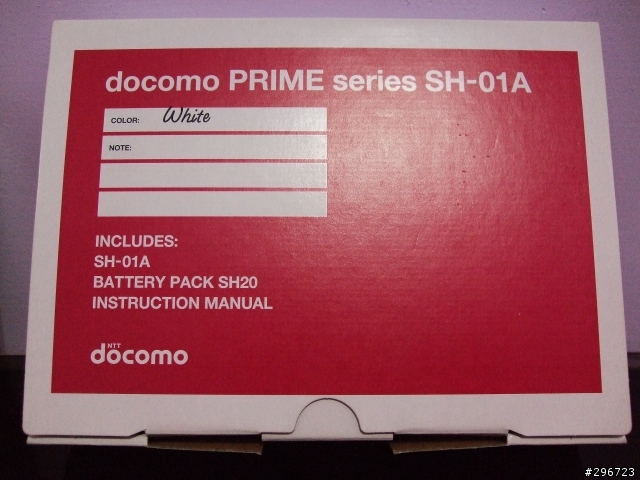 docomo PRIME series SH-01A
COLOR: White
NOTE:
INCLUDES:
SH-01A
BATTERY PACK SH20
INSTRUCTION MANUAL
NTT
docomo
#296723